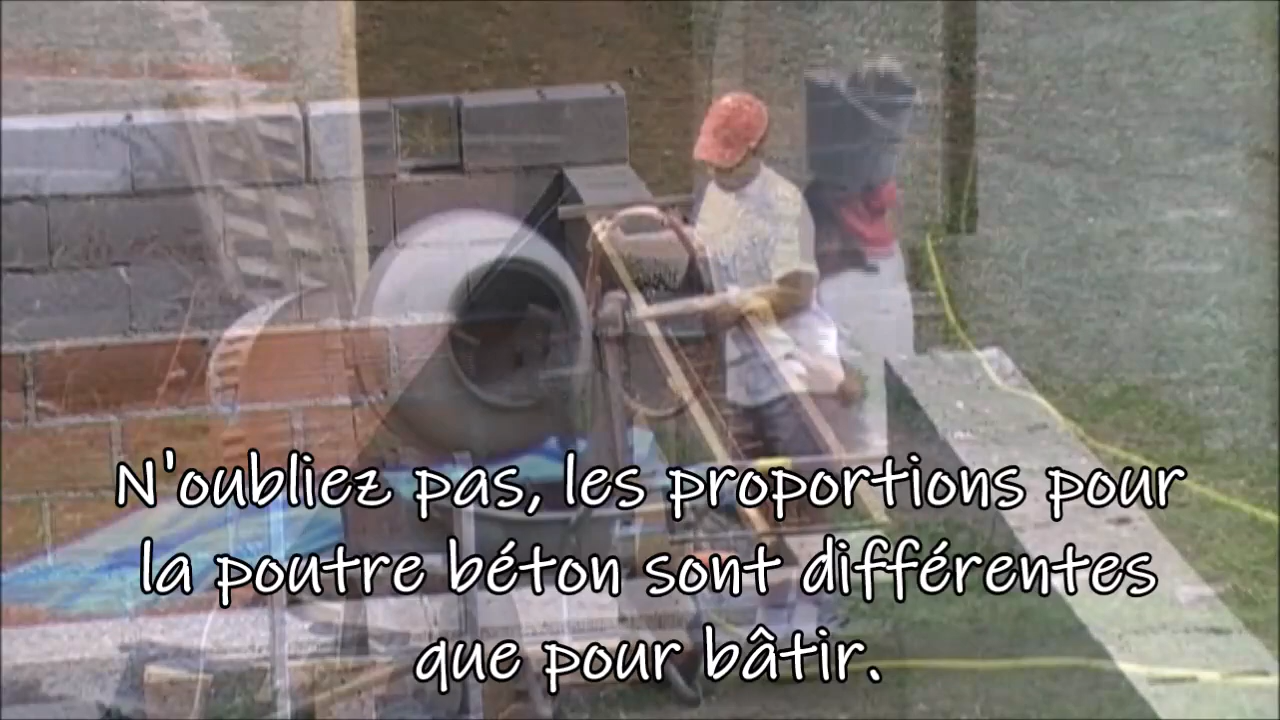 N'oubliez pas, les proportions pour
la poutre béton sont différentes
que pour bâtir.